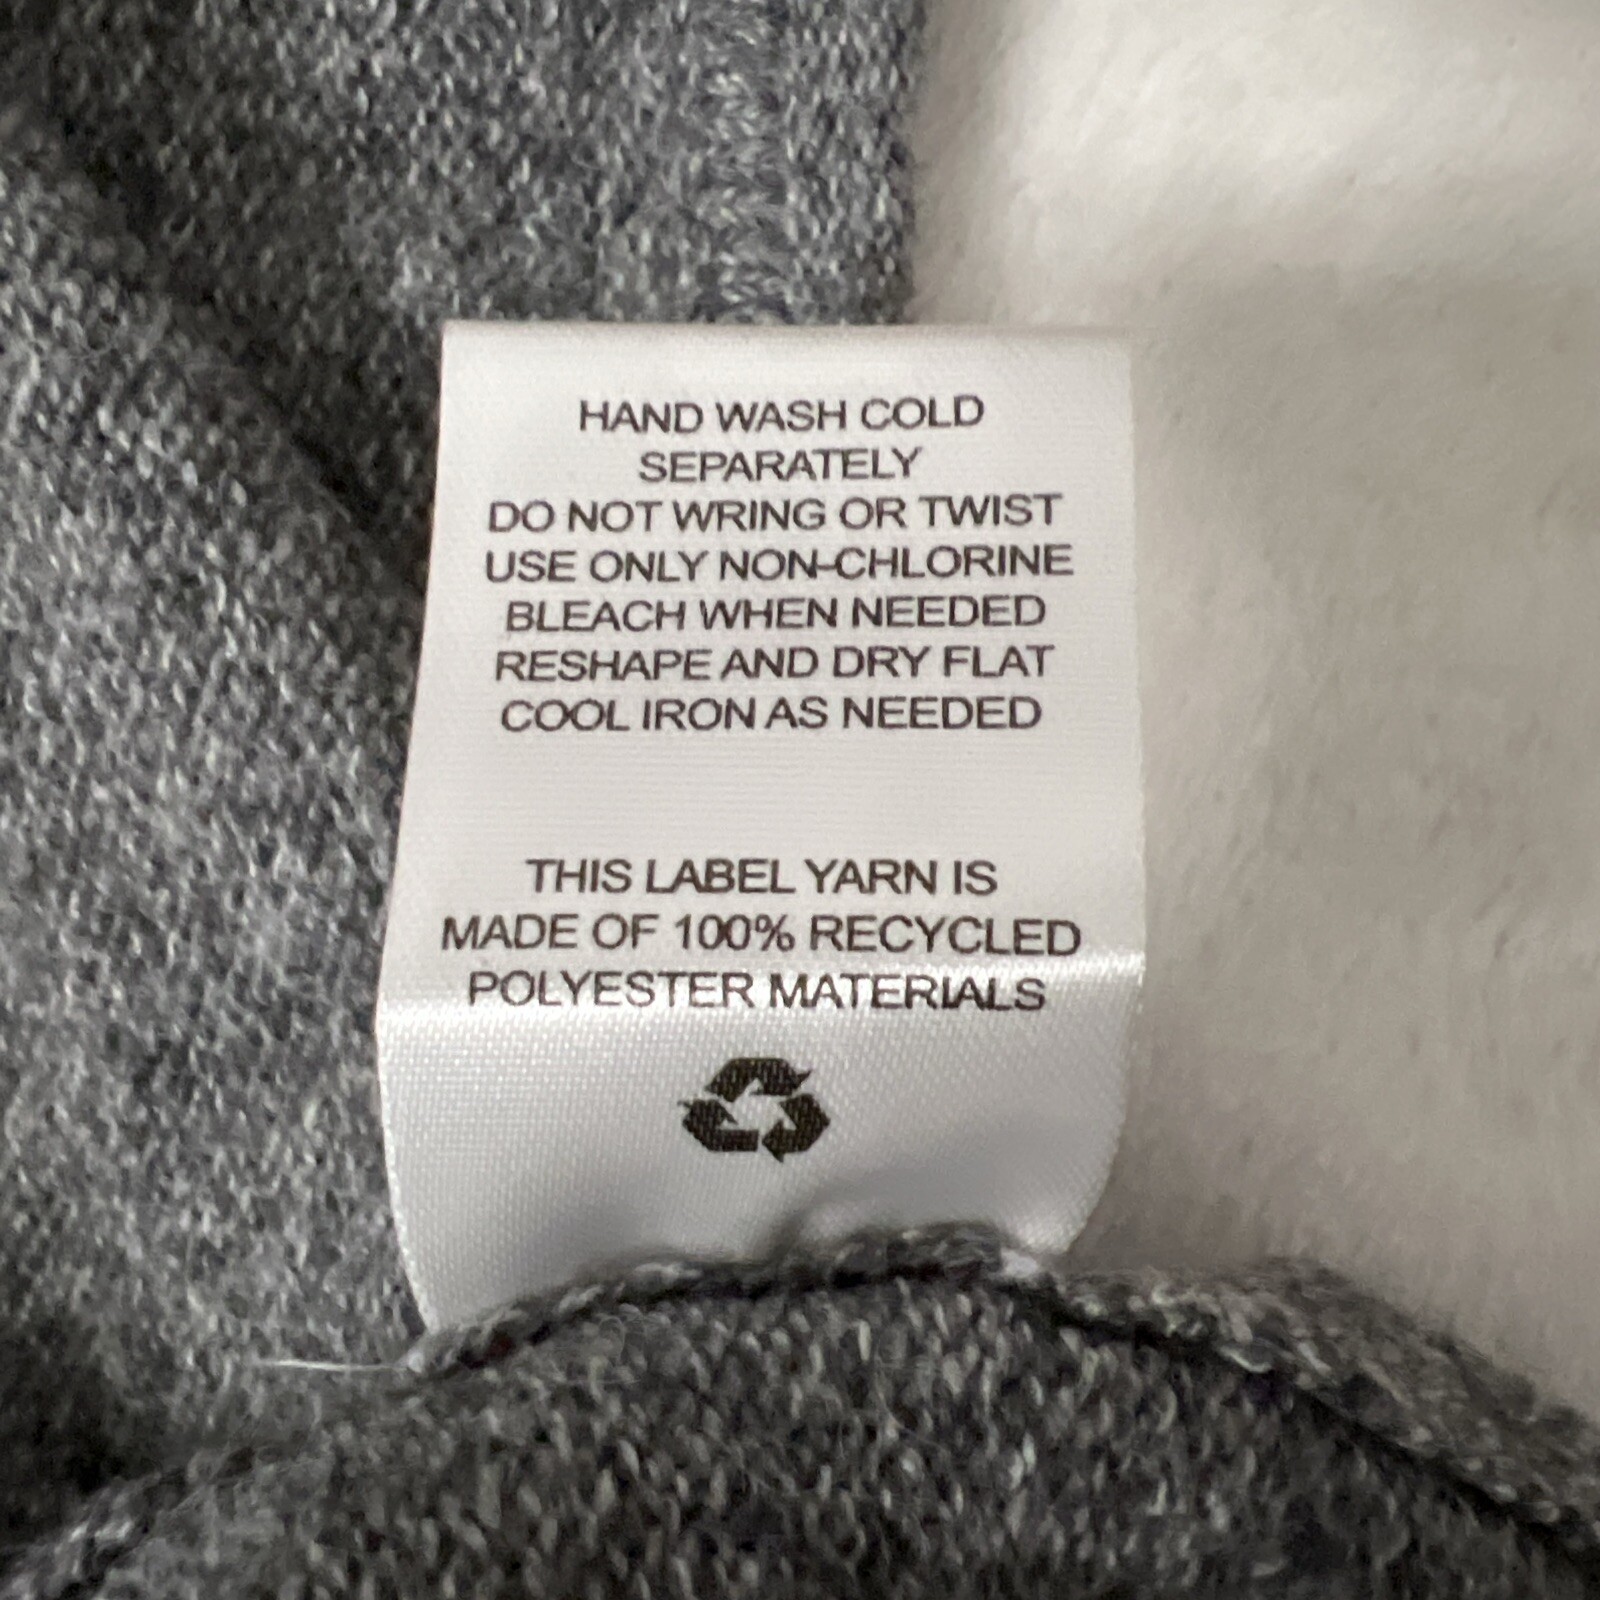 HAND WASH COLD
SEPARATELY
DO NOT WRING OR TWIST
USE ONLY NON-CHLORINE
BLEACH WHEN NEEDED
RESHAPE AND DRY FLAT
COOL IRON AS NEEDED
THIS LABEL YARN IS
MADE OF 100% RECYCLED
POLYESTER MATERIALS